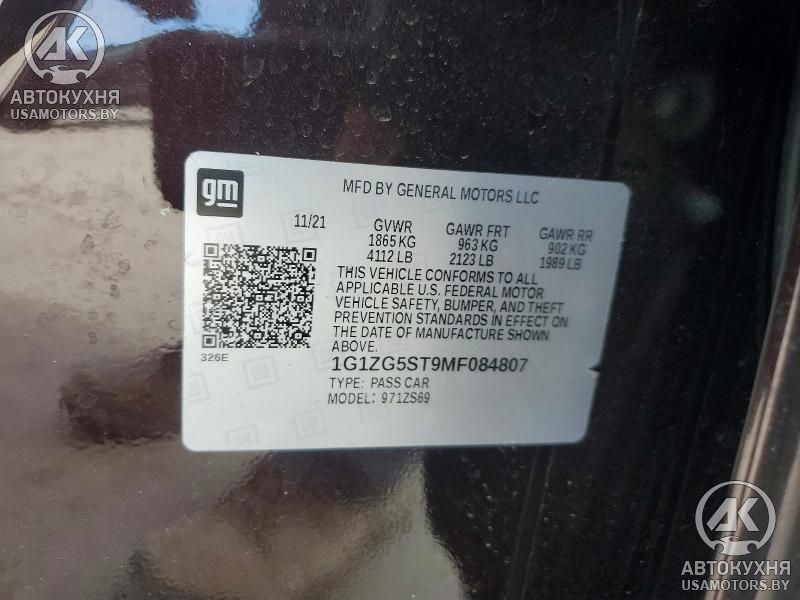 AK
АВТОКУХНЯ
USAMOTORS.BY
gm
MFD BY GENERAL MOTORS LLC
11/21 GVWR GAWR FRT GAWR RR
1865 KG 963 KG 902 KG
4112 LB 2123 LB 1989 LB
THIS VEHICLE CONFORMS TO ALL
APPLICABLE U.S. FEDERAL MOTOR
VEHICLE SAFETY, BUMPER, AND THEFT
PREVENTION STANDARDS IN EFFECT ON
THE DATE OF MANUFACTURE SHOWN
ABOVE.
326E
1G1ZG5ST9MF084807
TYPE: PASS CAR
MODEL: 971ZS69
AK
АВТОКУХНЯ
USAMOTORS.BY